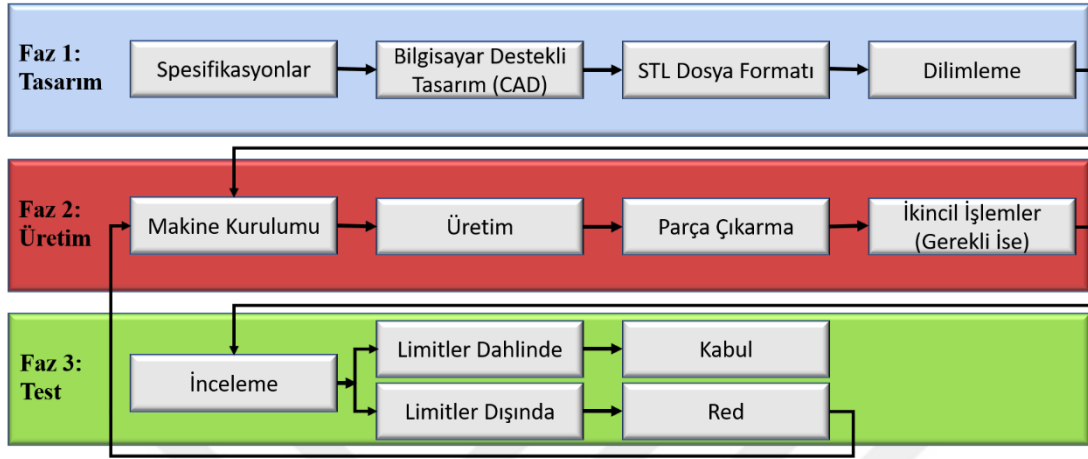 Faz 1:
Tasarım
Spesifikasyonlar
Bilgisayar Destekli
Tasarım (CAD)
STL Dosya Formatı
Dilimleme
Faz 2:
Üretim
Makine Kurulumu
Üretim
Parça Çıkarma
İkincil İşlemler
(Gerekli İse)
Faz 3:
Test
İnceleme
Limitler Dahlinde
Kabul
Limitler Dışında
Red